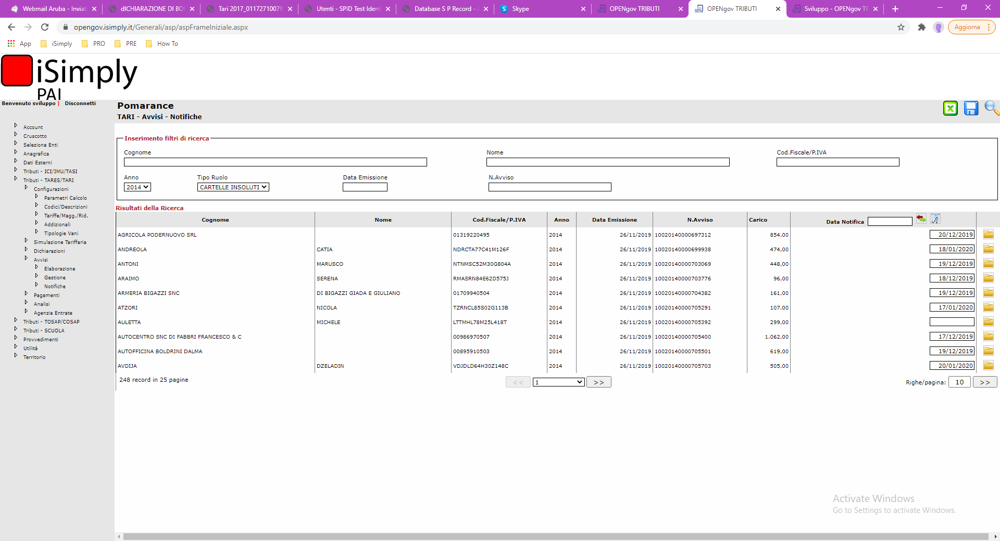 Webmail Aruba - Invia
dICHIARAZIONE DI BO
Tari 2017_01172710079
Utenti - SPID Test Ident
Database S P Record -
Skype
OPENgov TRIBUTI
OPENgov TRIBUTI
Sviluppo - OPENgov TR
opengov.isimply.it/Generali/asp/aspFrameIniziale.aspx
Aggiorna
App
iSimply
PRO
PRE
How To
iSimply
PAI
Benvenuto sviluppo | Disconnetti
Pomarance
TARI - Avvisi - Notifiche
Account
Cruscotto
Seleziona Enti
Anagrafica
Dati Esterni
Tributi - ICI/IMU/TASI
Tributi - TARES/TARI
Configurazioni
Parametri Calcolo
Codici/Descrizioni
Tariffe/Magg./Rid.
Addizionali
Tipologie Vani
Simulazione Tariffaria
Dichiarazioni
Avvisi
Elaborazione
Gestione
Notifiche
Pagamenti
Analisi
Agenzia Entrate
Tributi - TOSAP/COSAP
Tributi - SCUOLA
Provvedimenti
Utilità
Territorio
Inserimento filtri di ricerca
Cognome Nome Cod.Fiscale/P.IVA
Anno Tipo Ruolo Data Emissione N.Avviso
2014 CARTELLE INSOLUTI
Risultati della Ricerca
Cognome Nome Cod.Fiscale/P.IVA Anno Data Emissione N.Avviso Carico Data Notifica
AGRICOLA PODERNUOVO SRL 01319220495 2014 26/11/2019 10020140000697312 854,00 20/12/2019
ANDREOLA CATIA NDRCTA77C41M126F 2014 26/11/2019 10020140000699938 474,00 18/01/2020
ANTONI MARUSCO NTNMSC52M30G804A 2014 26/11/2019 10020140000703069 448,00 19/12/2019
ARAIMO SERENA RMASRN84E62D575J 2014 26/11/2019 10020140000703776 96,00 18/12/2019
ARMERIA BIGAZZI SNC DI BIGAZZI GIADA E GIULIANO 01709940504 2014 26/11/2019 10020140000704382 161,00 19/12/2019
ATZORI NICOLA TZRNCL85S02G113B 2014 26/11/2019 10020140000705291 107,00 17/01/2020
AULETTA MICHELE LTTMHL78M25L418T 2014 26/11/2019 10020140000705392 299,00
AUTOCENTRO SNC DI FABBRI FRANCESCO & C 00986970507 2014 26/11/2019 10020140000705400 1.062,00 17/12/2019
AUTOFFICINA BOLDRINI DALMA 00895910503 2014 26/11/2019 10020140000705501 619,00 19/12/2019
AVDIJA DZELADIN VDJDLD64H30Z148C 2014 26/11/2019 10020140000705703 505,00 20/01/2020
248 record in 25 pagine << 1 >> Righe/pagina: 10 >>
Activate Windows
Go to Settings to activate Windows.